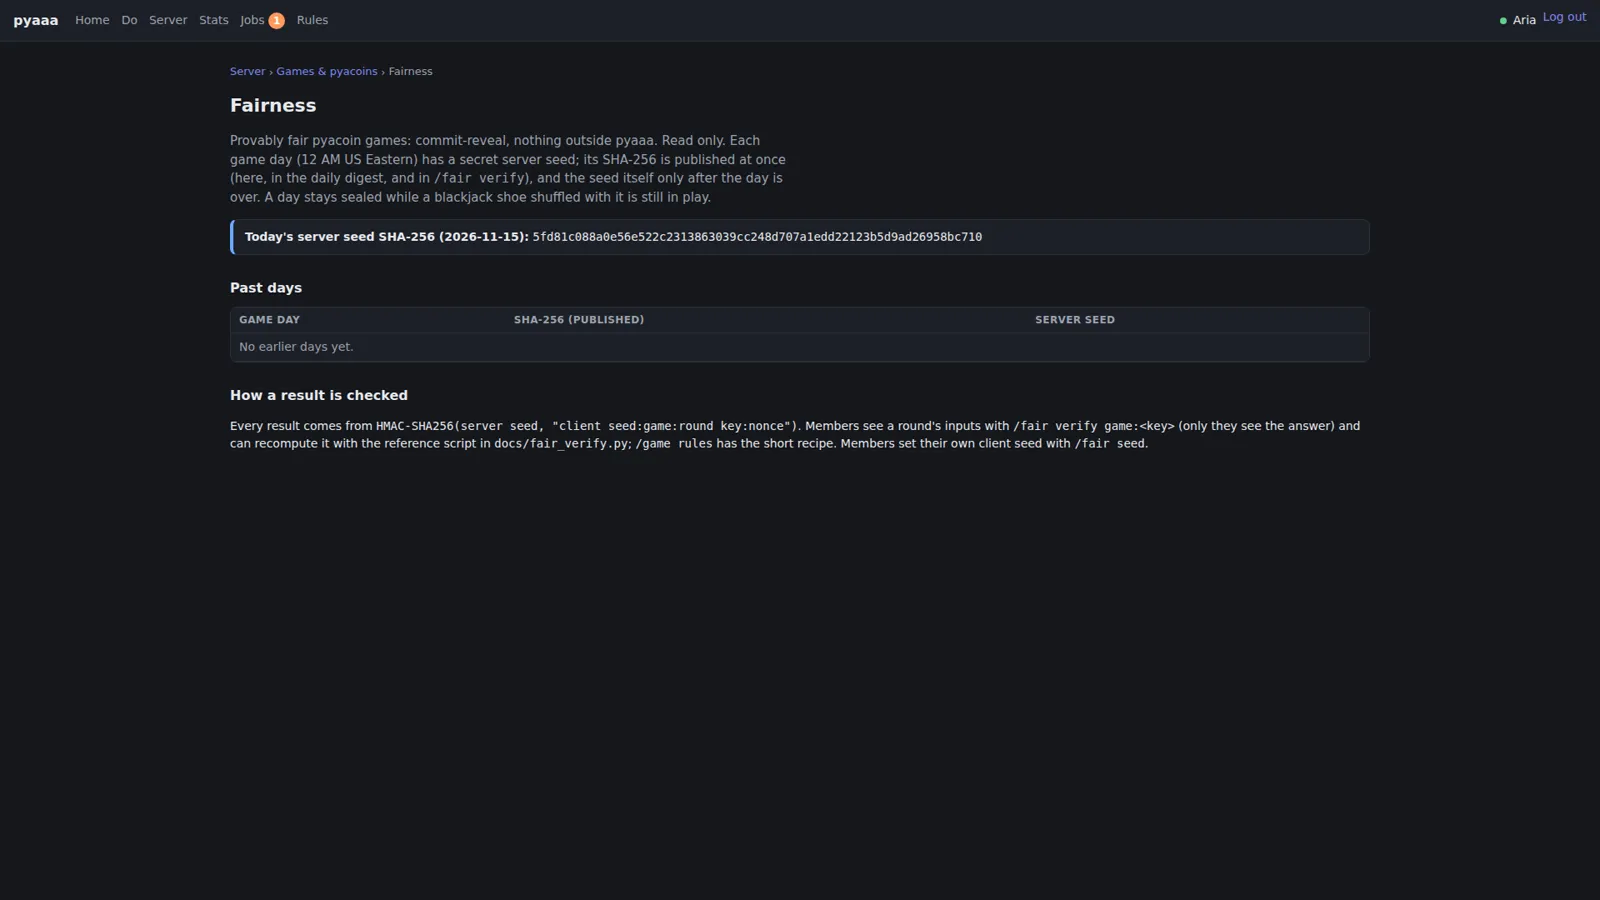 pyaaa Home Do Server Stats Jobs 1 Rules Aria Log out
Server › Games & pyacoins › Fairness
Fairness
Provably fair pyacoin games: commit-reveal, nothing outside pyaaa. Read only. Each
game day (12 AM US Eastern) has a secret server seed; its SHA-256 is published at once
(here, in the daily digest, and in /fair verify), and the seed itself only after the day is
over. A day stays sealed while a blackjack shoe shuffled with it is still in play.
Today's server seed SHA-256 (2026-11-15): 5fd81c088a0e56e522c2313863039cc248d707a1edd22123b5d9ad26958bc710
Past days
GAME DAY SHA-256 (PUBLISHED) SERVER SEED
No earlier days yet.
How a result is checked
Every result comes from HMAC-SHA256(server seed, "client seed:game:round key:nonce"). Members see a round's inputs with /fair verify game:<key> (only they see the answer) and
can recompute it with the reference script in docs/fair_verify.py; /game rules has the short recipe. Members set their own client seed with /fair seed.